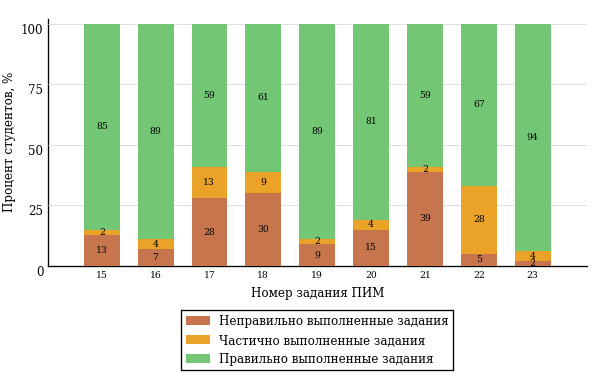 100
75
50
25
0
Процент студентов, %
85 89 59 61 89 81 59 67 94
2 4 13 9 2 4 2 28 4
13 7 28 30 9 15 39 5 2
15 16 17 18 19 20 21 22 23
Номер задания ПИМ
Неправильно выполненные задания
Частично выполненные задания
Правильно выполненные задания